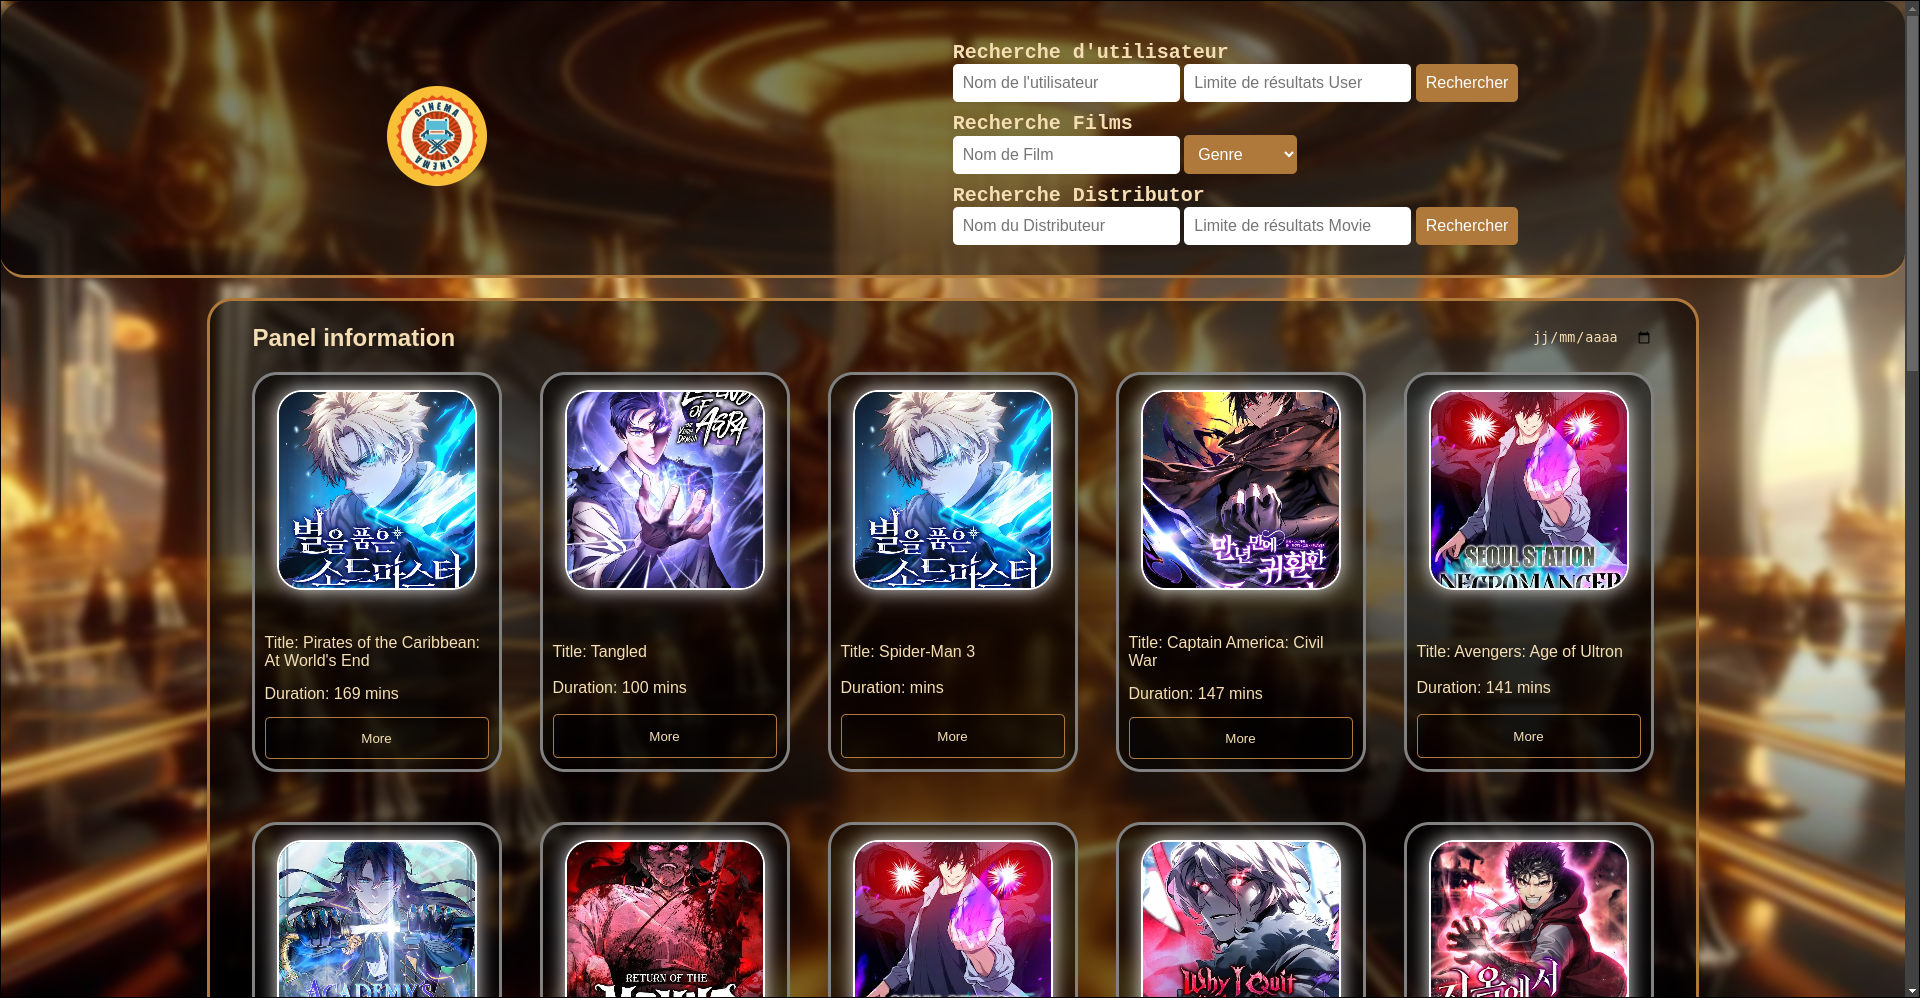 CINEMA
CINEMA
Recherche d'utilisateur
Nom de l'utilisateur
Limite de résultats User
Rechercher
Recherche Films
Nom de Film
Genre
Recherche Distributor
Nom du Distributeur
Limite de résultats Movie
Rechercher
Panel information
jj/mm/aaaa
별을 품은
소드마스터
OF
ASURA
별을 품은
소드마스터
만년만에
귀환한
SEOUL STATION
NECROMANCER
Title: Pirates of the Caribbean:
At World's End
Duration: 169 mins
More
Title: Tangled
Duration: 100 mins
More
Title: Spider-Man 3
Duration: mins
More
Title: Captain America: Civil
War
Duration: 147 mins
More
Title: Avengers: Age of Ultron
Duration: 141 mins
More
ACADEMY'S
RETURN OF THE
Why I Quit